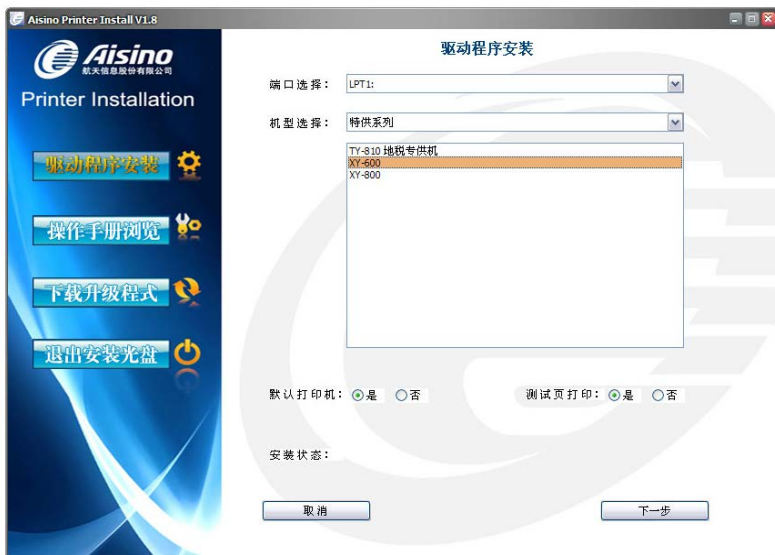 Aisino Printer Install V1.8
Aisino
航天信息股份有限公司
Printer Installation
驱动程序安装
操作手册浏览
下载升级程式
退出安装光盘
驱动程序安装
端口选择： LPT1:
机型选择： 特供系列
TY-810 地税专供机
XY-600
XY-800
默认打印机： 是 否 测试页打印： 是 否
安装状态：
取消 下一步